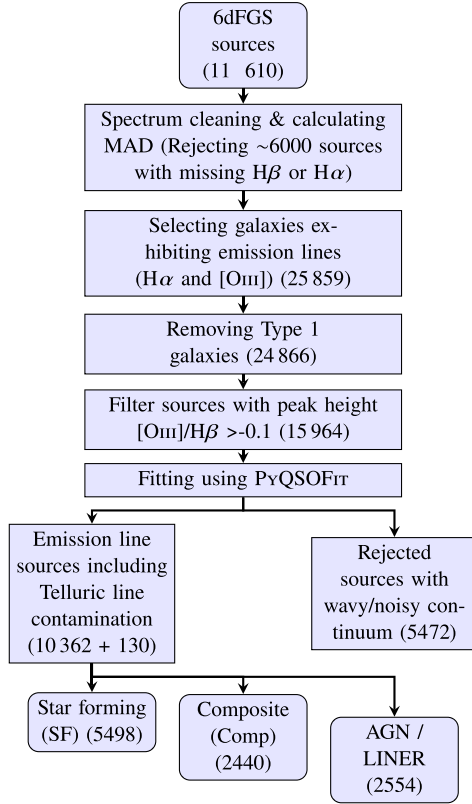 6dFGS
sources
(11 610)
Spectrum cleaning & calculating
MAD (Rejecting ~6000 sources
with missing Hβ or Hα)
Selecting galaxies ex-
hibiting emission lines
(Hα and [OIII]) (25 859)
Removing Type 1
galaxies (24 866)
Filter sources with peak height
[OIII]/Hβ >-0.1 (15 964)
Fitting using PYQSOFIT
Emission line
sources including
Telluric line
contamination
(10 362 + 130)
Rejected
sources with
wavy/noisy con-
tinuum (5472)
Star forming
(SF) (5498)
Composite
(Comp)
(2440)
AGN /
LINER
(2554)